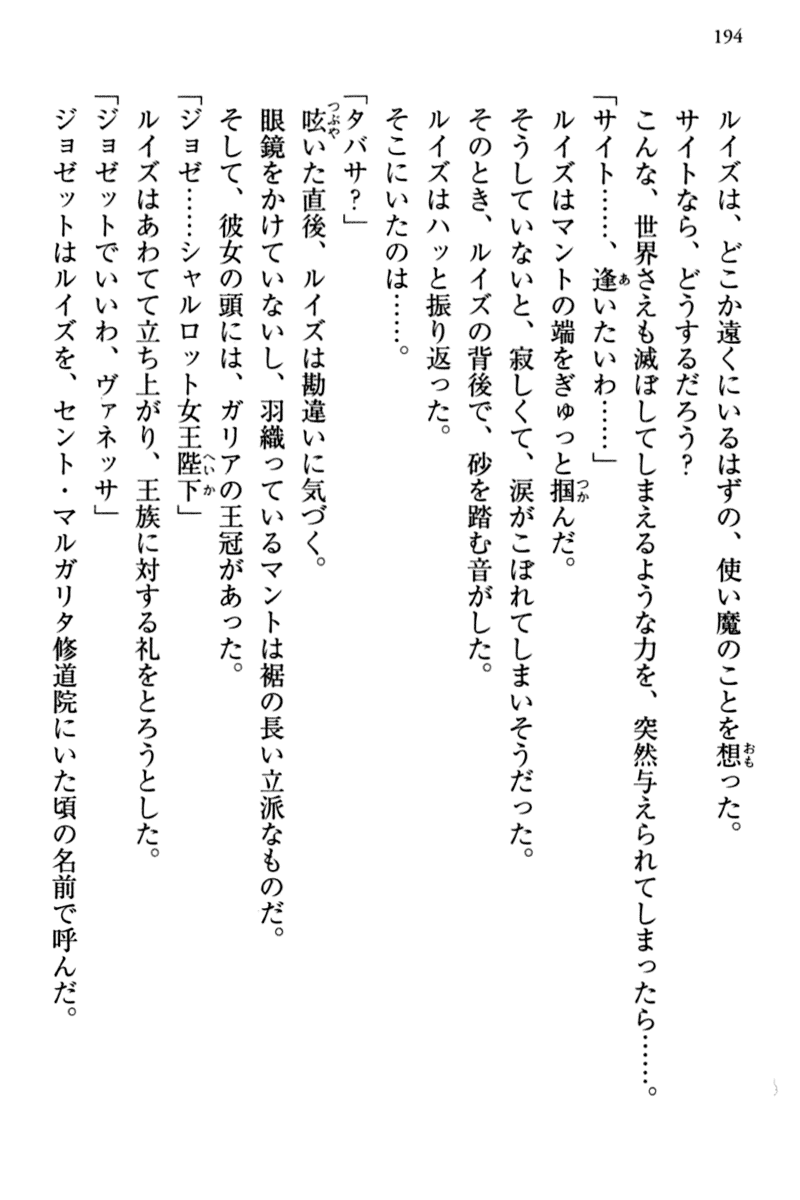 194
ルイズは、どこか遠くにいるはずの、使い魔のことを想った。
サイトなら、どうするだろう?
こんな、世界さえも滅ぼしてしまえるような力を、突然与えられてしまったら……。
「サイト……、逢いたいわ……」
ルイズはマントの端をぎゅっと掴んだ。
そうしていないと、寂しくて、涙がこぼれてしまいそうだった。
そのとき、ルイズの背後で、砂を踏む音がした。
ルイズはハッと振り返った。
そこにいたのは……。
「タバサ?」
呟いた直後、ルイズは勘違いに気づく。
眼鏡をかけていないし、羽織っているマントは裾の長い立派なものだ。
そして、彼女の頭には、ガリアの王冠があった。
「ジョゼ……シャルロット女王陛下」
ルイズはあわてて立ち上がり、王族に対する礼をとろうとした。
「ジョゼットでいいわ、ヴァネッサ」
ジョゼットはルイズを、セント・マルガリタ修道院にいた頃の名前で呼んだ。